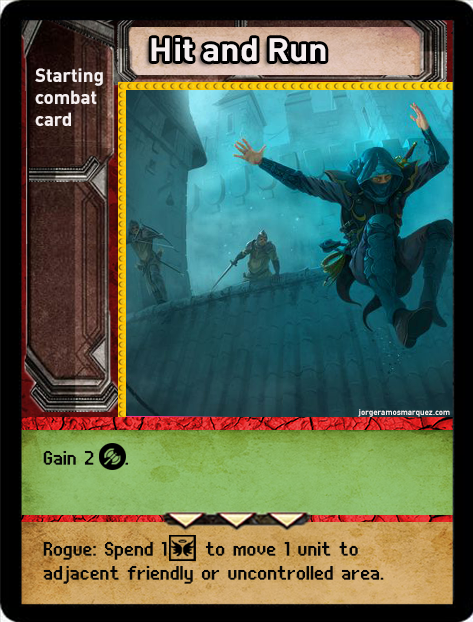 Hit and Run
Starting
combat
card
jorgeramosmarquez.com
Gain 2 .
Rogue: Spend 1 to move 1 unit to
adjacent friendly or uncontrolled area.